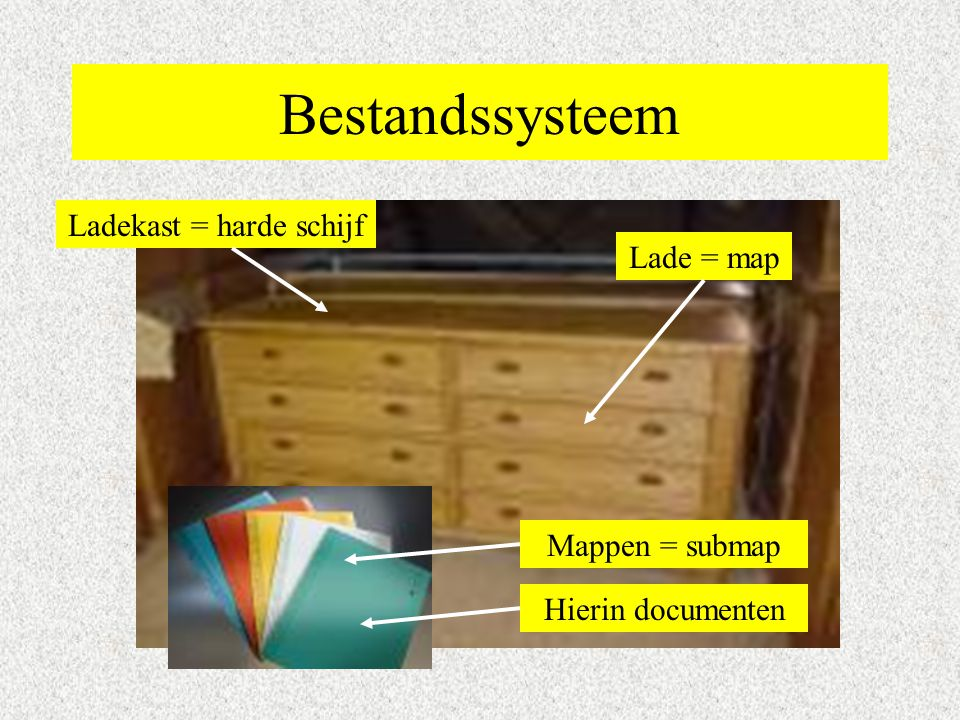 Bestandssysteem
Ladekast = harde schijf
Lade = map
Mappen = submap
Hierin documenten